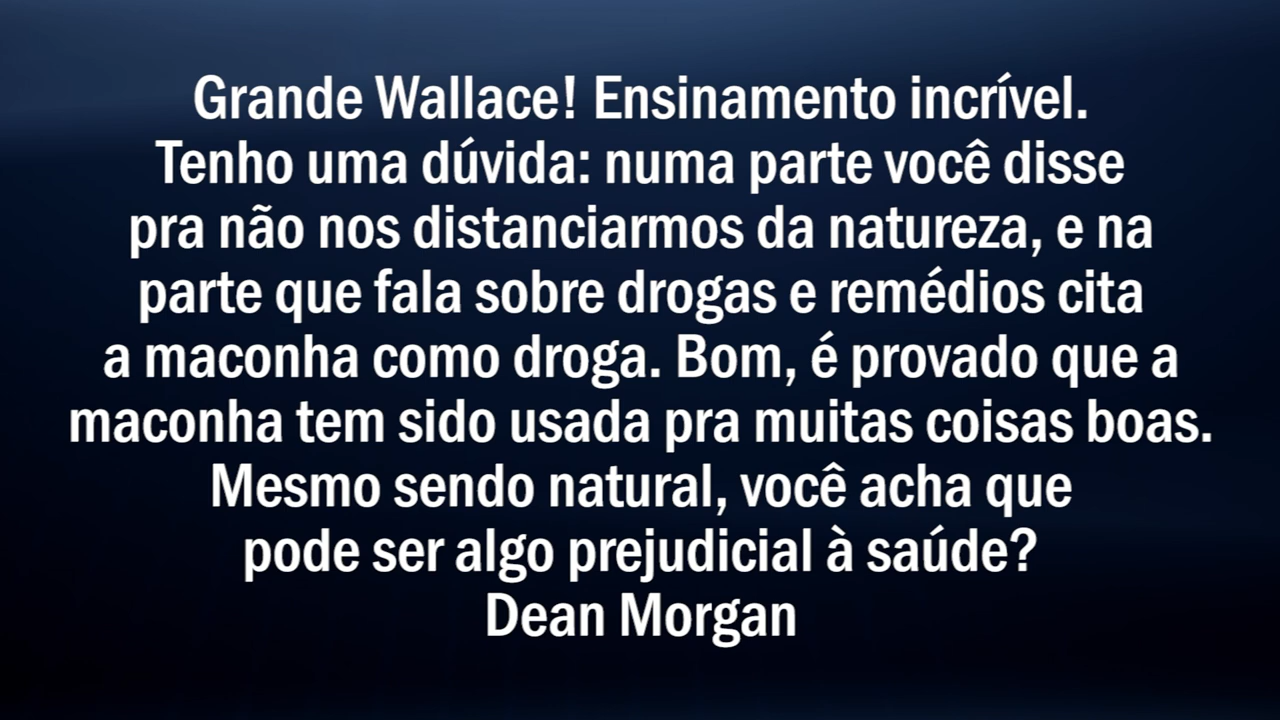 Grande Wallace! Ensinamento incrível.
Tenho uma dúvida: numa parte você disse
pra não nos distanciarmos da natureza, e na
parte que fala sobre drogas e remédios cita
a maconha como droga. Bom, é provado que a
maconha tem sido usada pra muitas coisas boas.
Mesmo sendo natural, você acha que
pode ser algo prejudicial à saúde?
Dean Morgan